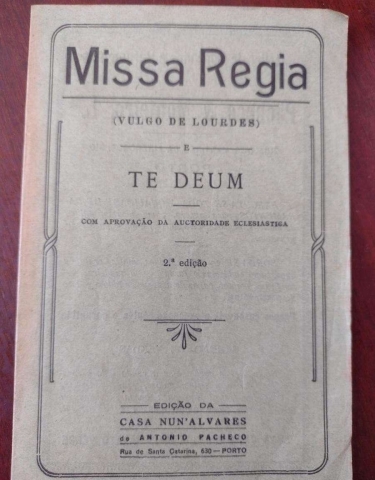 Missa Regia
(VULGO DE LOURDES)
E
TE DEUM
COM APROVAÇÃO DA AUCTORIDADE ECLESIASTICA
2.ª edição
EDIÇÃO DA
CASA NUN'ALVARES
de ANTONIO PACHECO
Rua de Santa Catarina, 630 — PORTO